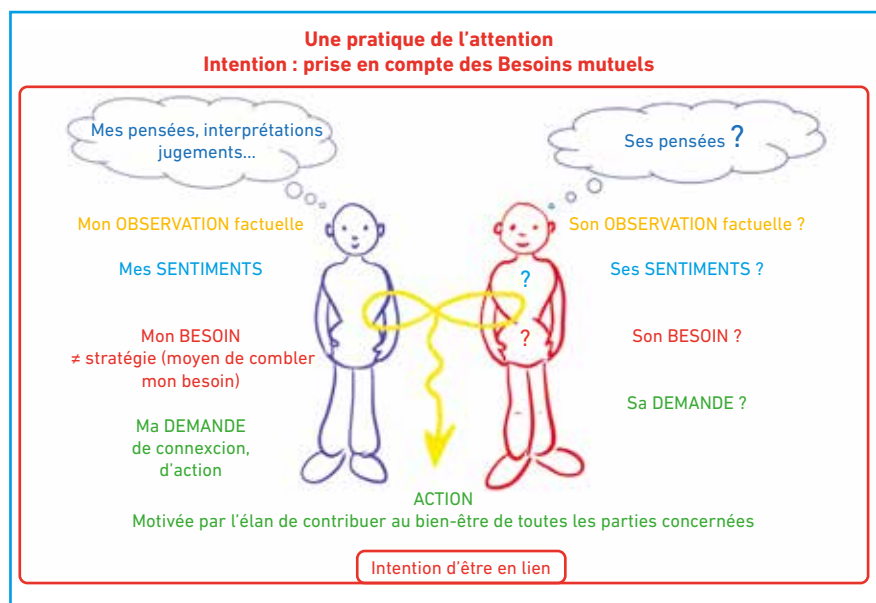 Une pratique de l'attention
Intention : prise en compte des Besoins mutuels
Mes pensées, interprétations
jugements...
Ses pensées ?
Mon OBSERVATION factuelle
Son OBSERVATION factuelle ?
Mes SENTIMENTS
?
Ses SENTIMENTS ?
Mon BESOIN
≠ stratégie (moyen de combler
mon besoin)
?
Son BESOIN ?
Sa DEMANDE ?
Ma DEMANDE
de connexcion,
d'action
ACTION
Motivée par l'élan de contribuer au bien-être de toutes les parties concernées
Intention d'être en lien